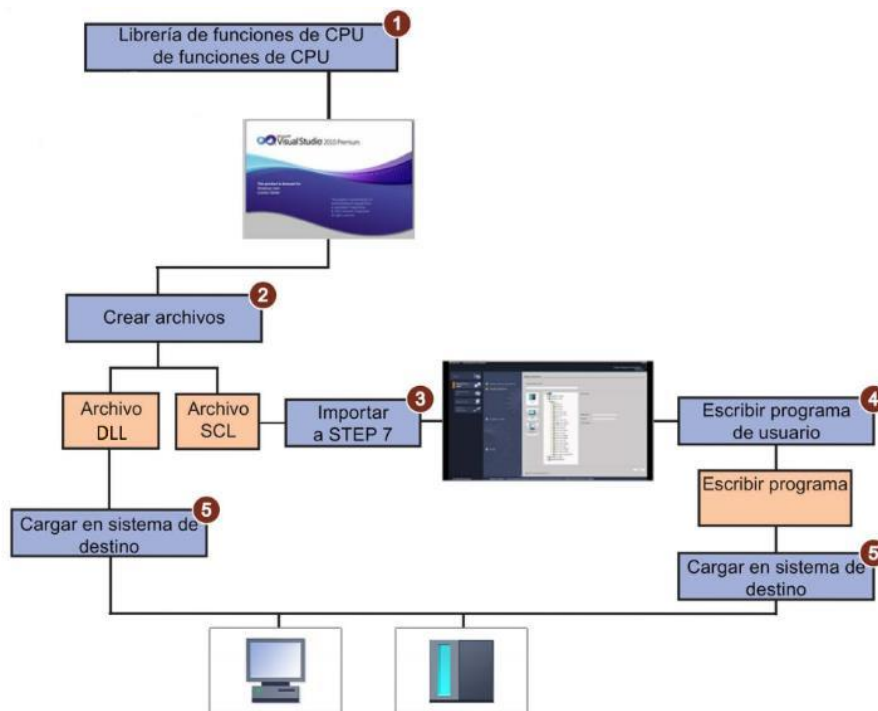 1
Librería de funciones de CPU
de funciones de CPU
Visual Studio 2010 Premium
2
Crear archivos
Archivo
DLL
Archivo
SCL
3
Importar
a STEP 7
4
Escribir programa
de usuario
Escribir programa
5
Cargar en sistema de
destino
5
Cargar en sistema de
destino